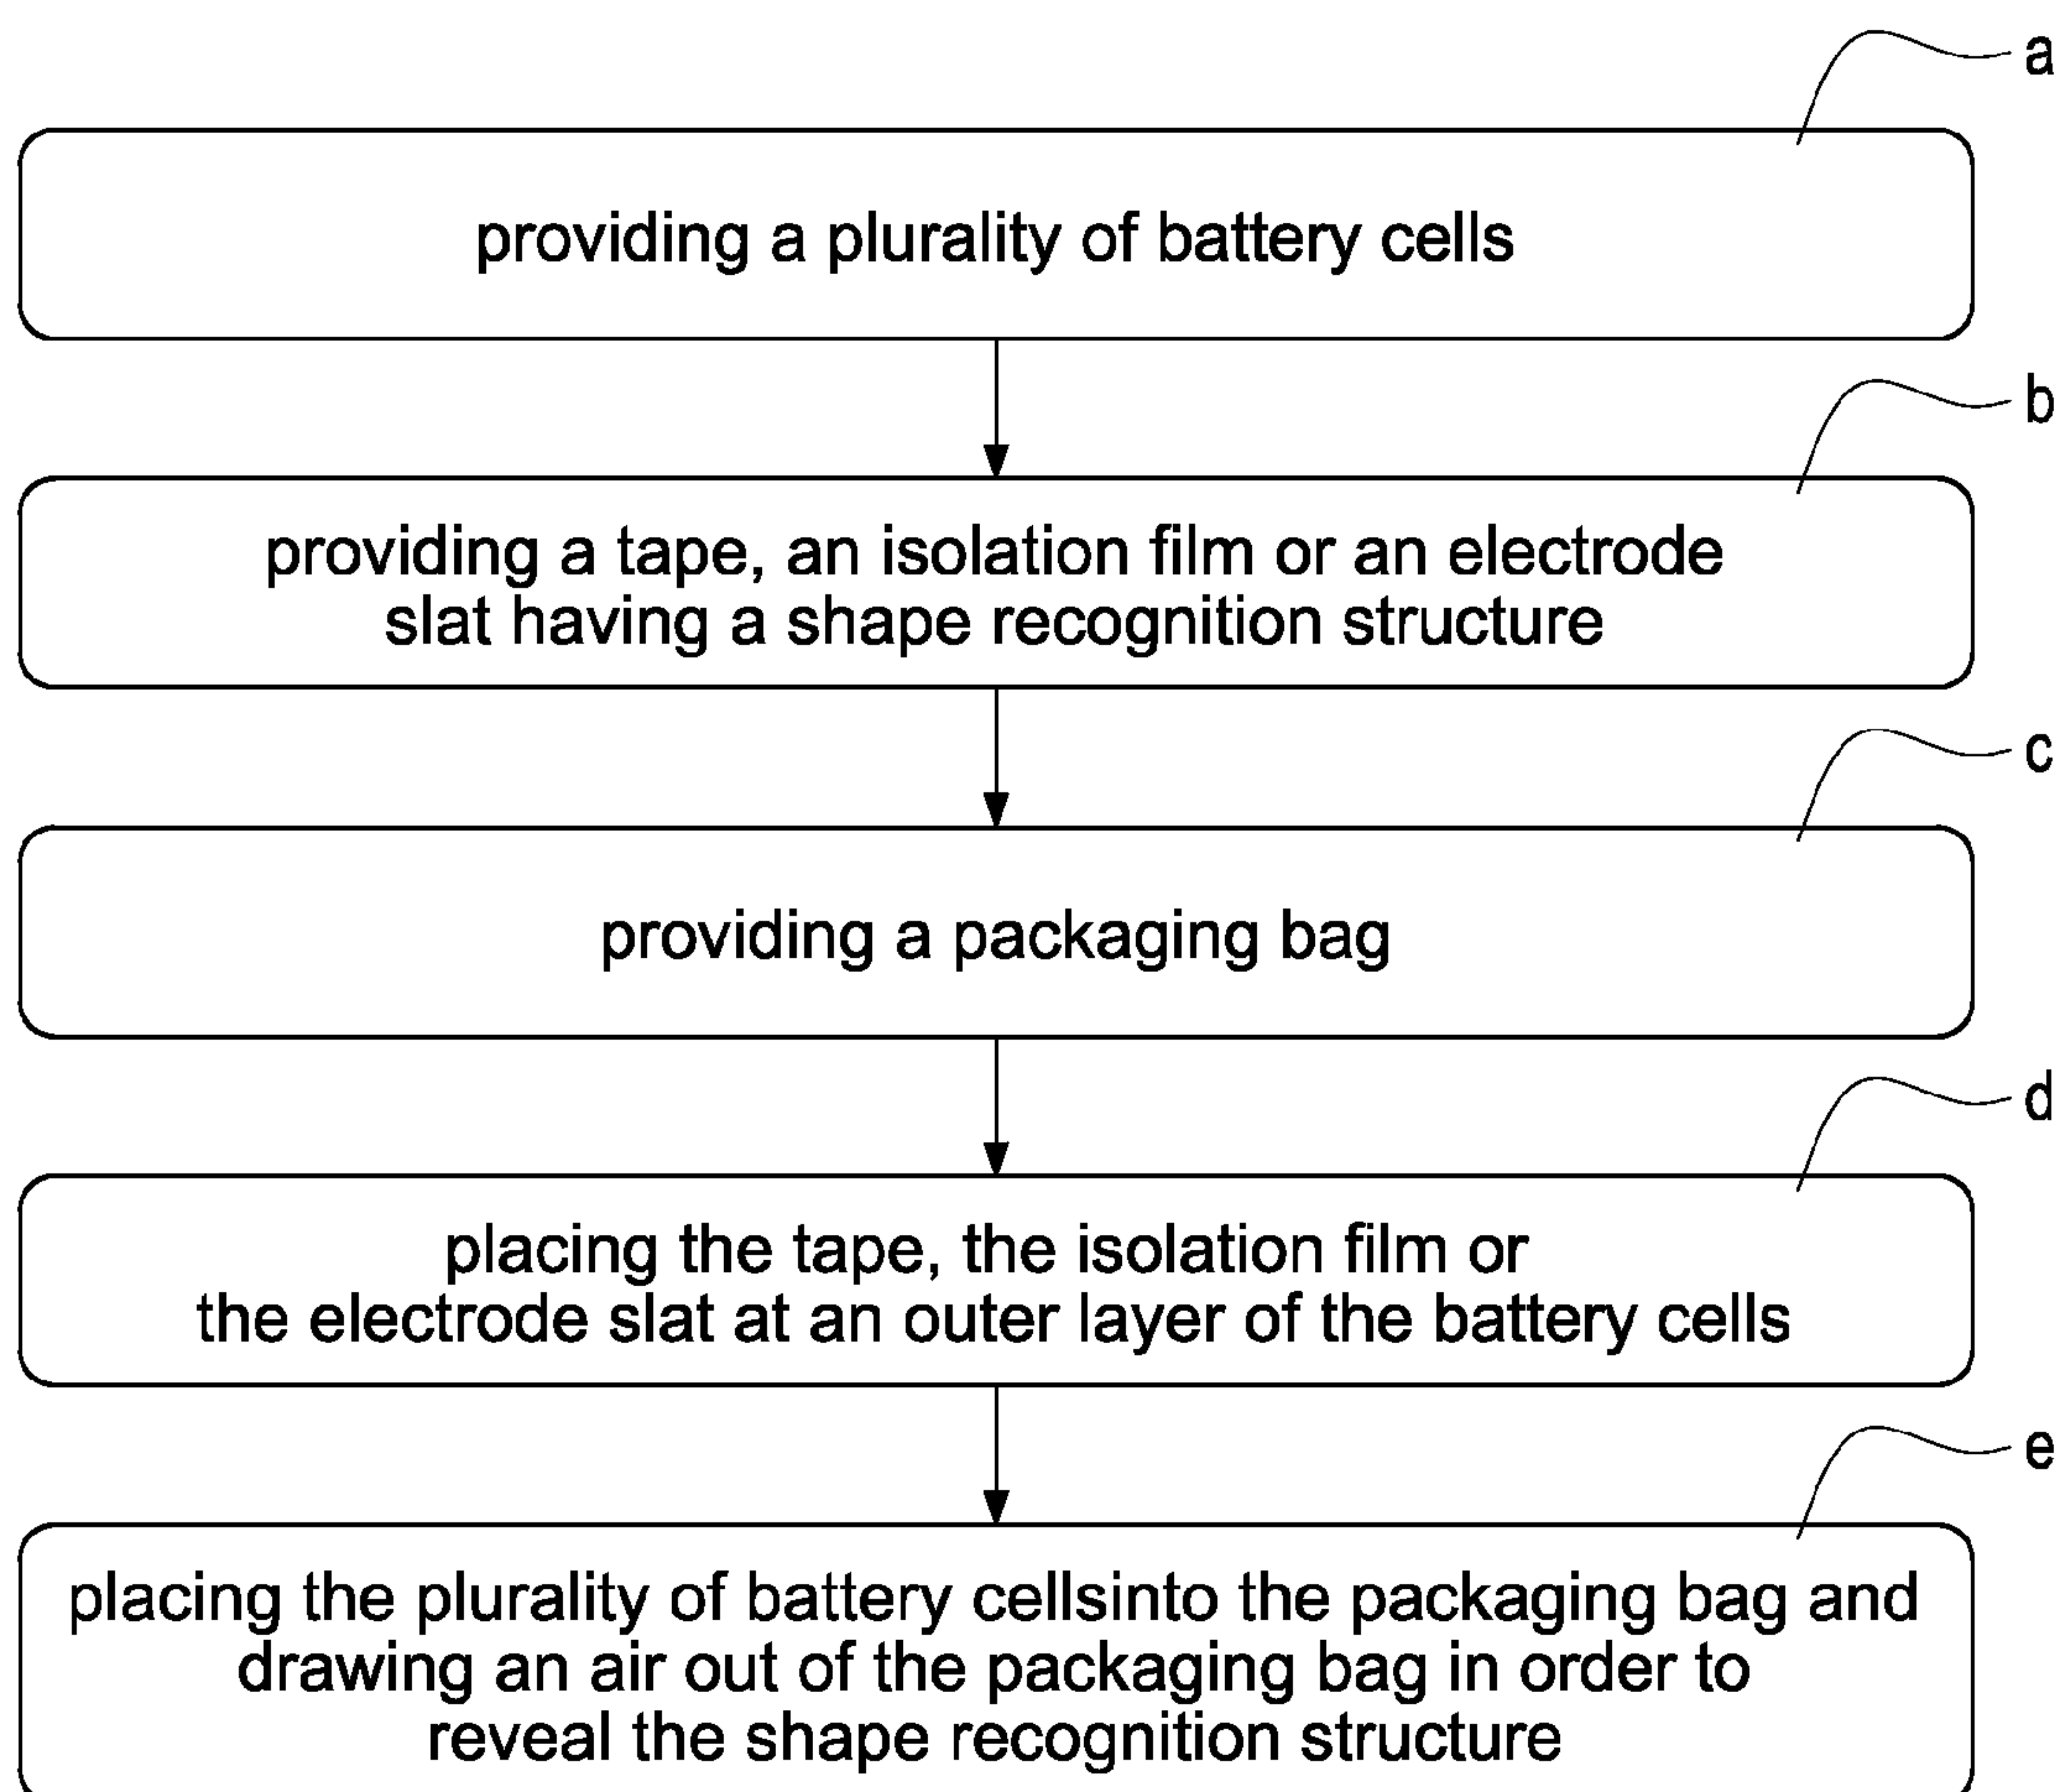 a
providing a plurality of battery cells
b
providing a tape, an isolation film or an electrode
slat having a shape recognition structure
c
providing a packaging bag
d
placing the tape, the isolation film or
the electrode slat at an outer layer of the battery cells
e
placing the plurality of battery cellsinto the packaging bag and
drawing an air out of the packaging bag in order to
reveal the shape recognition structure